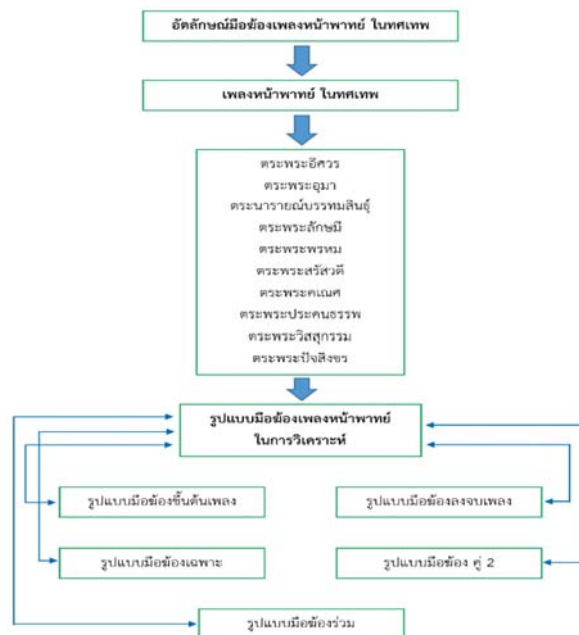 อัตลักษณ์มือฆ้องเพลงหน้าพาทย์ ในทศเทพ
เพลงหน้าพาทย์ ในทศเทพ
ตระพระอิศวร
ตระพระอุมา
ตระนารายณ์บรรทมสินธุ์
ตระพระลักษมี
ตระพระพรหม
ตระพระสรัสวดี
ตระพระคเณศ
ตระพระประคนธรรพ
ตระพระวิสสุกรรม
ตระพระปัจสิงขร
รูปแบบมือฆ้องเพลงหน้าพาทย์
ในการวิเคราะห์
รูปแบบมือฆ้องขึ้นต้นเพลง
รูปแบบมือฆ้องลงจบเพลง
รูปแบบมือฆ้องเฉพาะ
รูปแบบมือฆ้อง คู่ 2
รูปแบบมือฆ้องร่วม